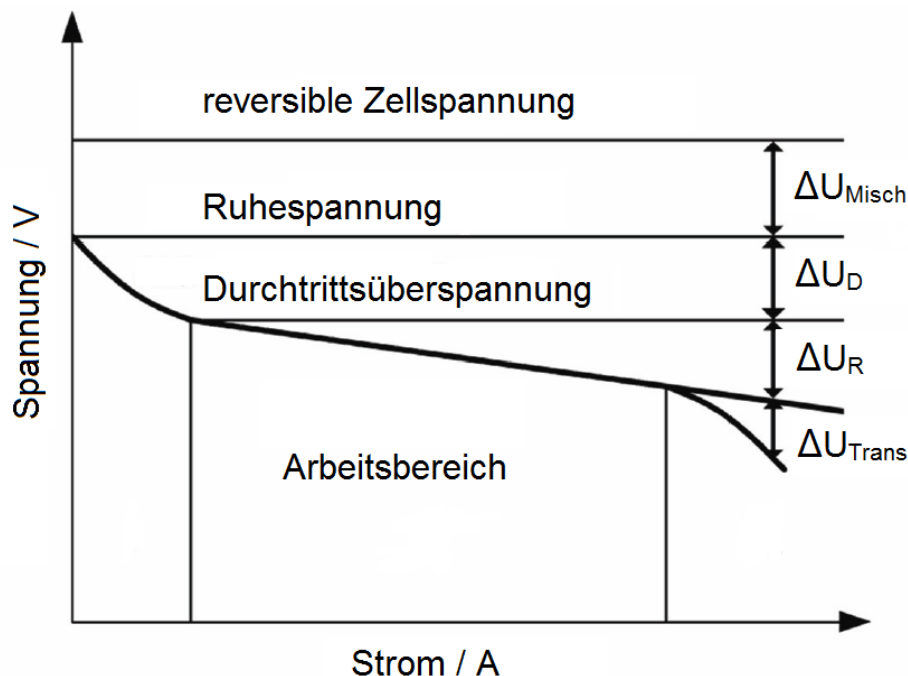 reversible Zellspannung
ΔU_Misch
Ruhespannung
ΔU_D
Durchtrittsüberspannung
ΔU_R
ΔU_Trans
Arbeitsbereich
Spannung / V
Strom / A